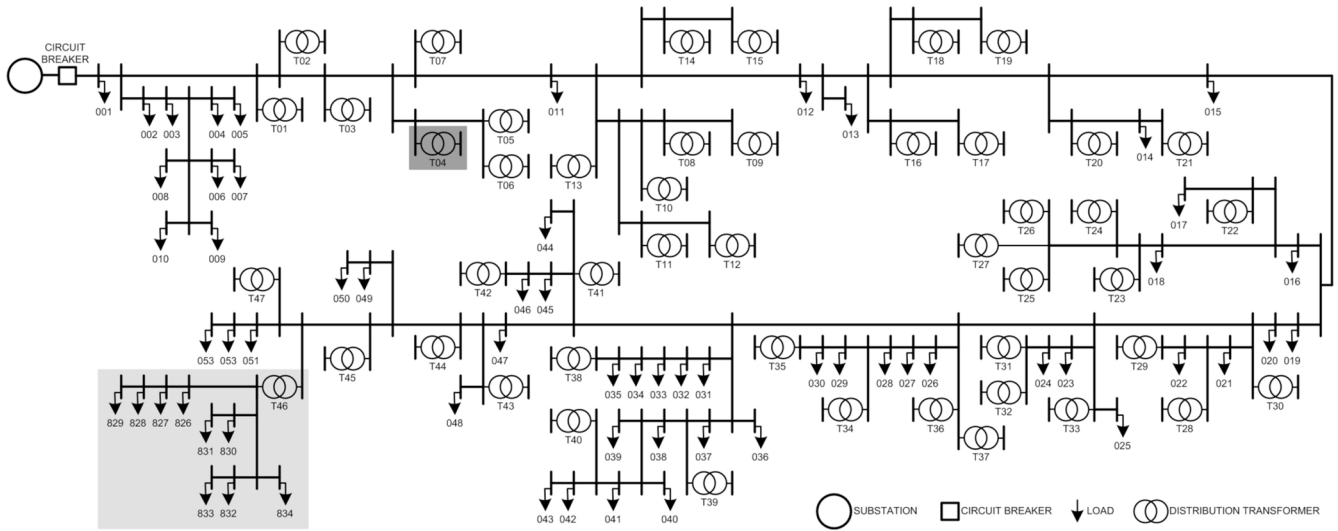 CIRCUIT
BREAKER
T02
T07
T14
T15
T18
T19
001
002
003
004
005
T01
T03
T04
T05
T06
011
012
013
014
015
T08
T09
T13
T10
T11
T12
T16
T17
T20
T21
008
006
007
010
009
044
T42
046
045
T41
T26
T24
017
T22
T27
T25
T23
018
016
T47
050
049
053
053
051
T45
T44
047
T38
035
034
033
032
031
T35
030
029
028
027
026
T31
024
023
T29
022
021
020
019
T46
829
828
827
826
831
830
833
832
834
048
T43
T40
039
038
037
036
T34
T36
T37
T32
T33
025
T28
T30
043
042
041
040
T39
SUBSTATION
CIRCUIT BREAKER
LOAD
DISTRIBUTION TRANSFORMER